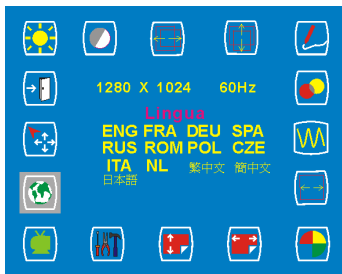 1280 X 1024 60Hz
Lingua
ENG FRA DEU SPA
RUS ROM POL CZE
ITA NL 繁中文 簡中文
日本語